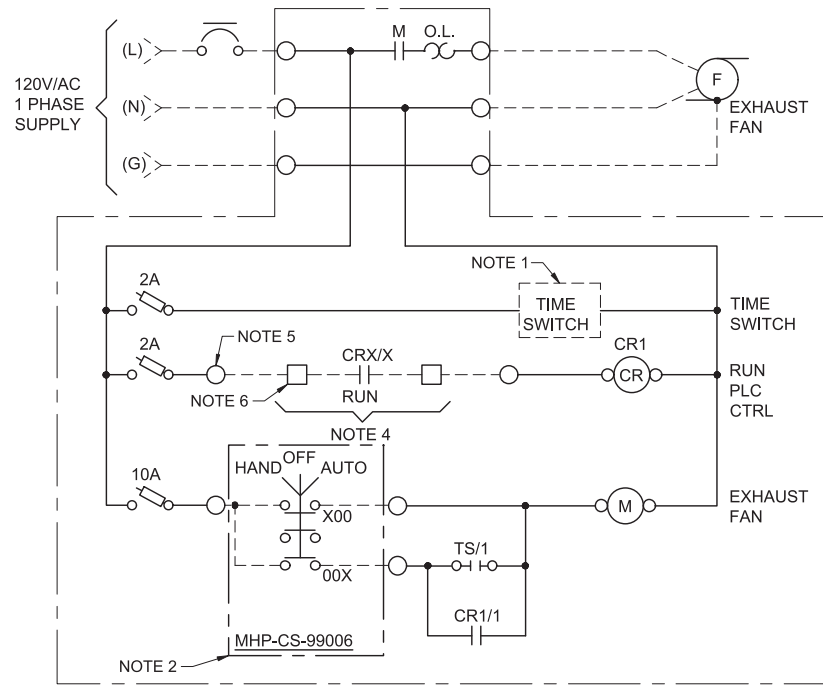 (L)
M
O.L.
120V/AC
1 PHASE
SUPPLY
(N)
F
EXHAUST
FAN
(G)
NOTE 1
2A
TIME
SWITCH
TIME
SWITCH
2A
NOTE 5
CRX/X
CR1
CR
RUN
PLC
CTRL
NOTE 6
RUN
NOTE 4
10A
OFF
HAND
AUTO
X00
M
EXHAUST
FAN
00X
TS/1
CR1/1
MHP-CS-99006
NOTE 2